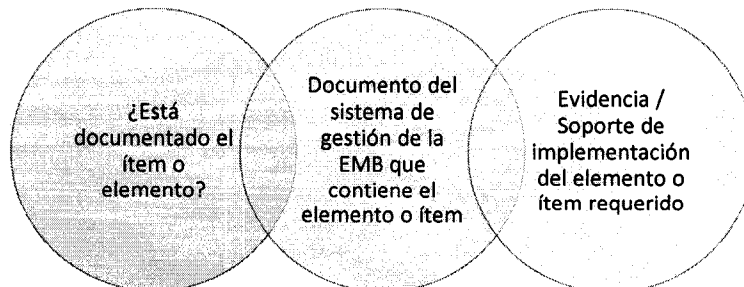 ¿Está
documentado el
ítem o
elemento?
Documento del
sistema de
gestión de la
EMB que
contiene el
elemento o ítem
Evidencia /
Soporte de
implementación
del elemento o
ítem requerido